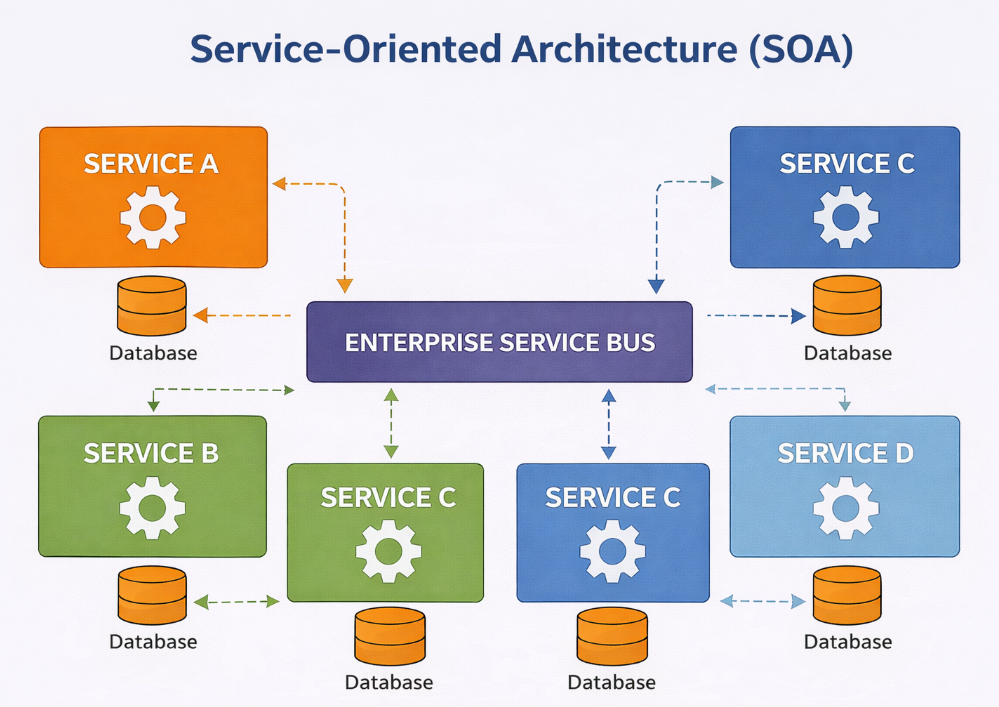 Service-Oriented Architecture (SOA)
SERVICE A
SERVICE C
Database
ENTERPRISE SERVICE BUS
Database
SERVICE B
SERVICE C
SERVICE C
SERVICE D
Database
Database
Database
Database